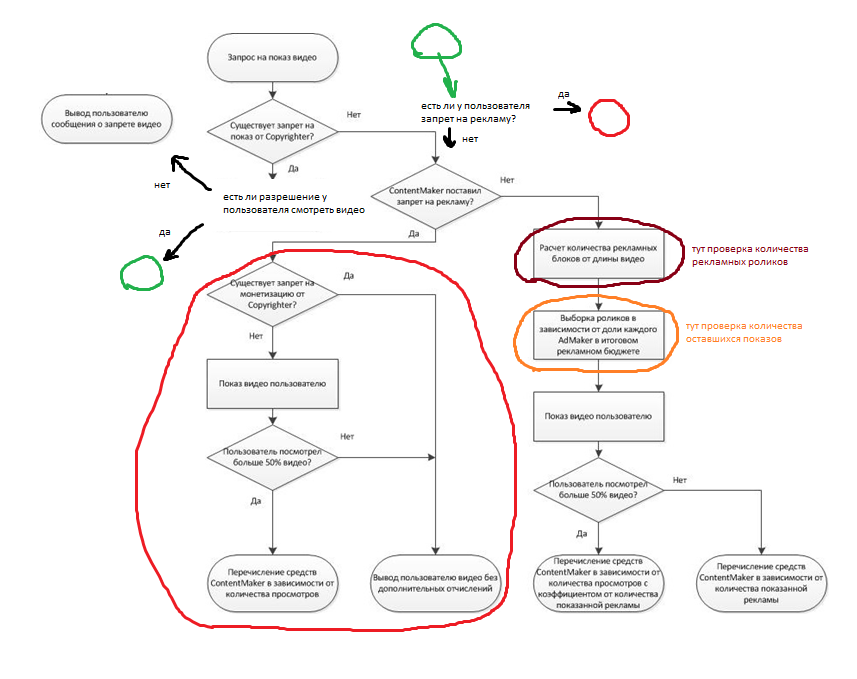 Запрос на показ видео
есть ли у пользователя
запрет на рекламу?
да
нет
Вывод пользователю
сообщения о запрете видео
Существует запрет на
показ от Copyrighter?
Нет
Да
нет
есть ли разрешение у
пользователя смотреть видео
да
ContentMaker поставил
запрет на рекламу?
Нет
Да
Расчет количества рекламных
блоков от длины видео
тут проверка количества
рекламных роликов
Существует запрет на
монетизацию от
Copyrighter?
Да
Нет
Выборка роликов в
зависимости от доли каждого
AdMaker в итоговом
рекламном бюджете
тут проверка количества
оставшихся показов
Показ видео пользователю
Показ видео пользователю
Пользователь посмотрел
больше 50% видео?
Нет
Да
Пользователь посмотрел
больше 50% видео?
Нет
Да
Перечисление средств
ContentMaker в зависимости от
количества просмотров
Вывод пользователю видео без
дополнительных отчислений
Перечисление средств
ContentMaker в зависимости от
количества просмотров с
коэффициентом от количества
показанной рекламы
Перечисление средств
ContentMaker в зависимости от
количества показанной
рекламы